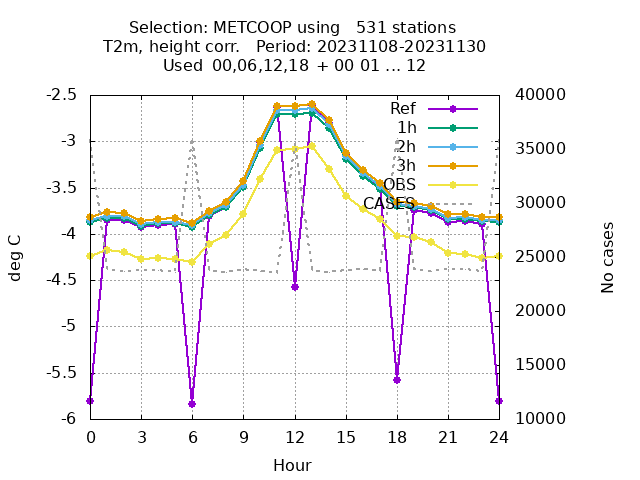 Selection: METCOOP using 531 stations
T2m, height corr. Period: 20231108-20231130
Used 00,06,12,18 + 00 01 ... 12
-2.5
-3
-3.5
-4
-4.5
-5
-5.5
-6
40000
35000
30000
25000
20000
15000
10000
Ref
1h
2h
3h
OBS
CASES
deg C
No cases
0 3 6 9 12 15 18 21 24
Hour